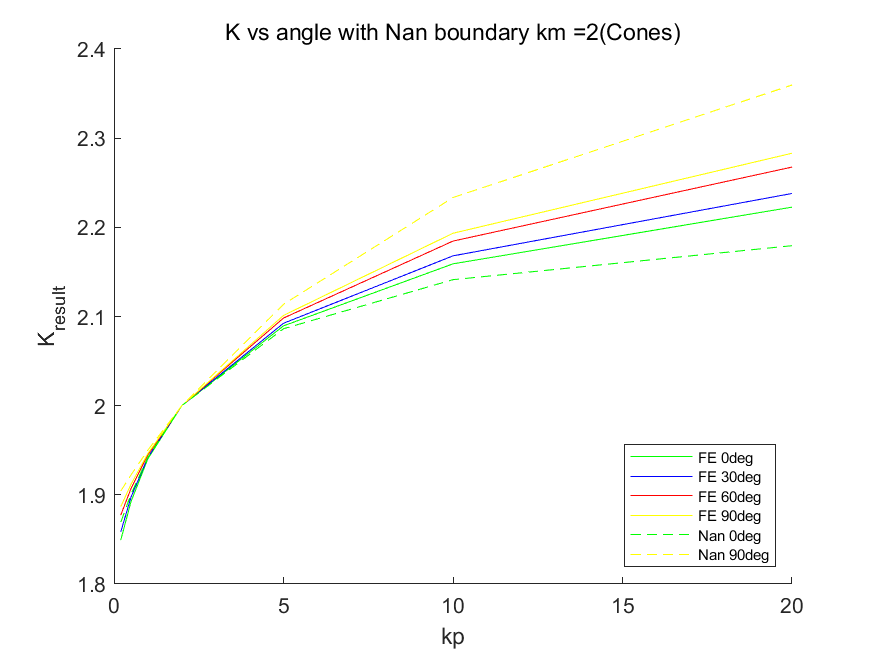 K vs angle with Nan boundary km =2(Cones)
2.4
2.3
2.2
2.1
2
1.9
1.8
K_result
0 5 10 15 20
kp
FE 0deg
FE 30deg
FE 60deg
FE 90deg
Nan 0deg
Nan 90deg